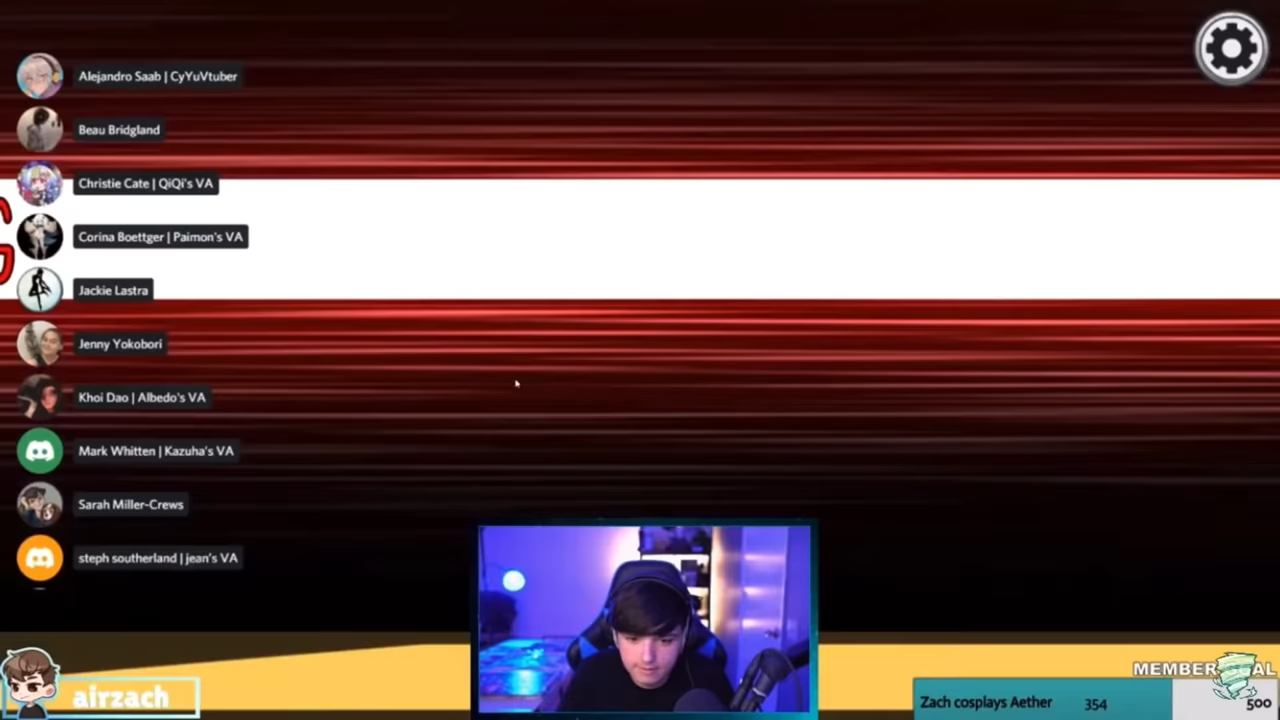 Alejandro Saab | CyYuVtuber
Beau Bridgland
Christie Cate | QiQi's VA
Corina Boettger | Paimon's VA
Jackie Lastra
Jenny Yokobori
Khoi Dao | Albedo's VA
Mark Whitten | Kazuha's VA
Sarah Miller-Crews
steph southerland | jean's VA
airzach
MEMBER
Zach cosplays Aether 354 500